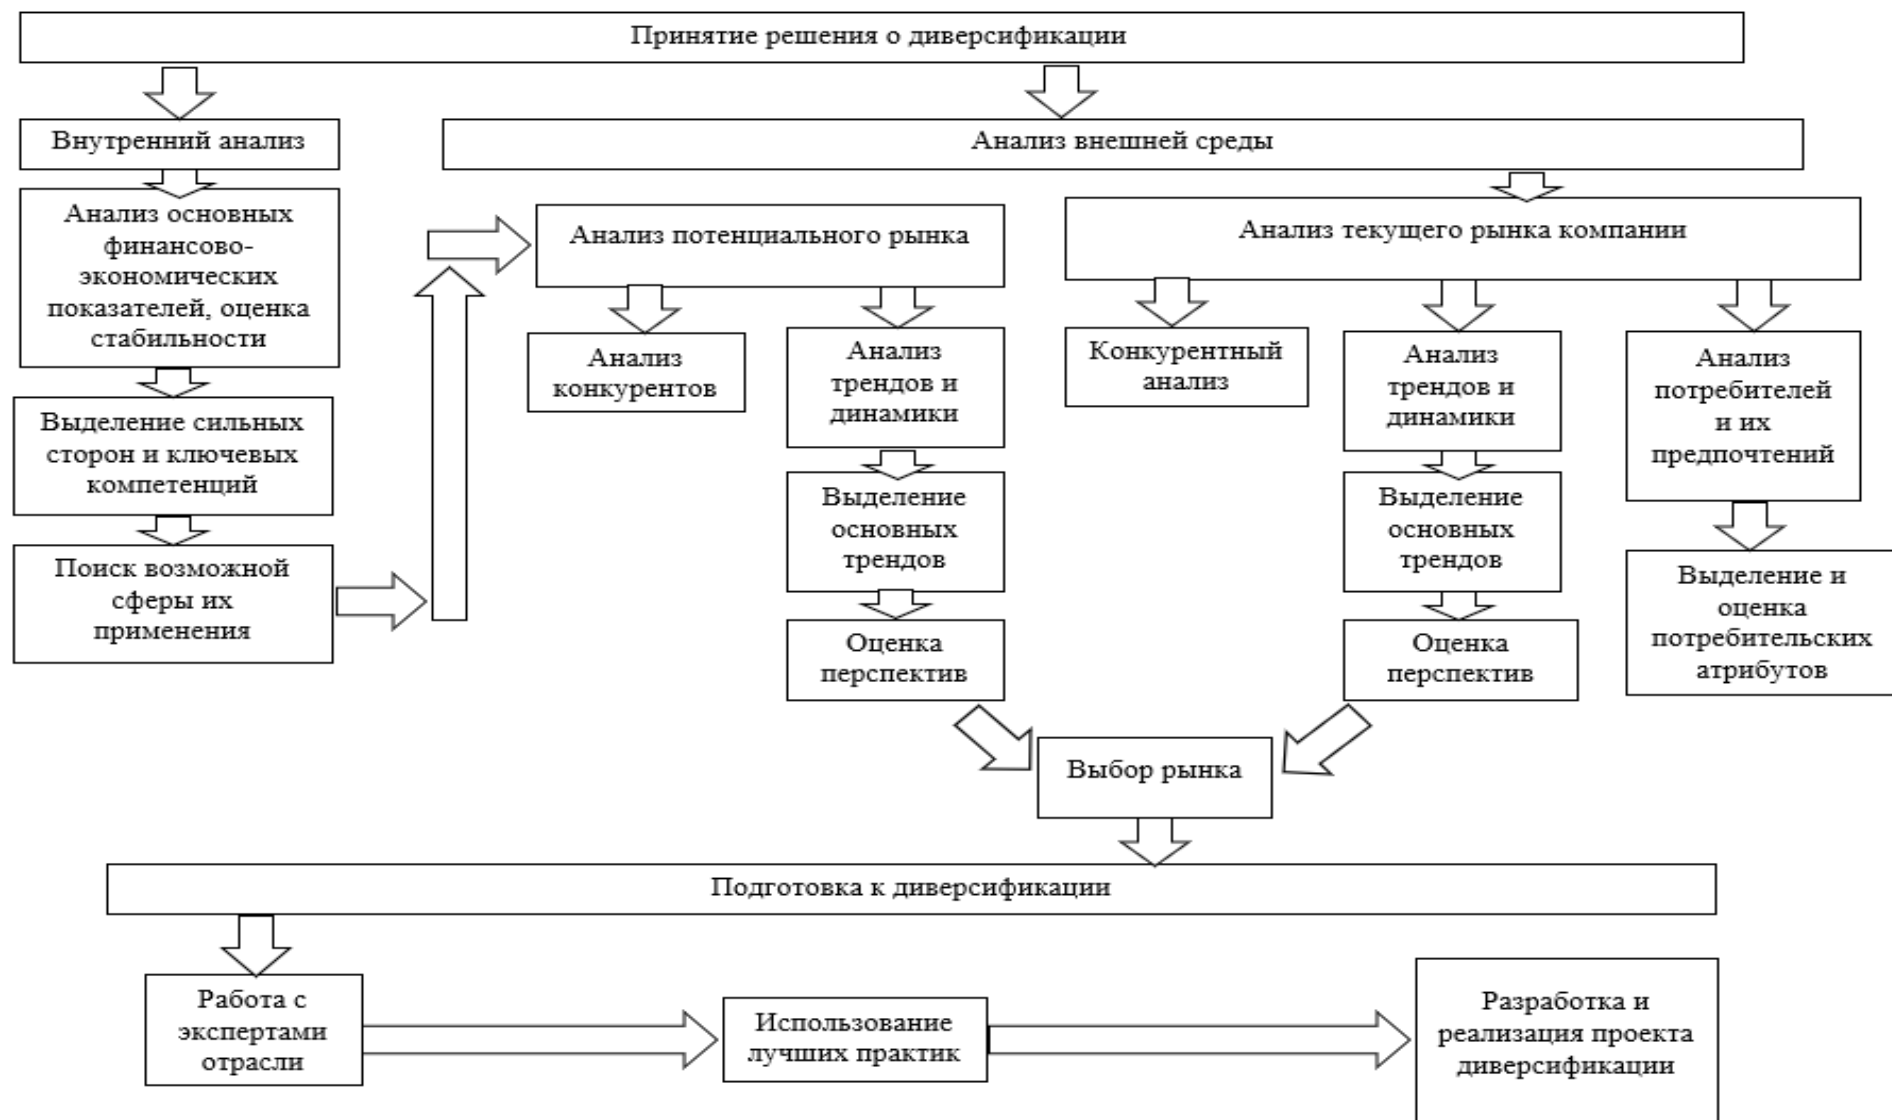 Принятие решения о диверсификации
Внутренний анализ
Анализ внешней среды
Анализ основных
финансово-
экономических
показателей, оценка
стабильности
Выделение сильных
сторон и ключевых
компетенций
Поиск возможной
сферы их
применения
Анализ потенциального рынка
Анализ
конкурентов
Анализ
трендов и
динамики
Выделение
основных
трендов
Оценка
перспектив
Анализ текущего рынка компании
Конкурентный
анализ
Анализ
трендов и
динамики
Выделение
основных
трендов
Оценка
перспектив
Анализ
потребителей
и их
предпочтений
Выделение и
оценка
потребительских
атрибутов
Выбор рынка
Подготовка к диверсификации
Работа с
экспертами
отрасли
Использование
лучших практик
Разработка и
реализация проекта
диверсификации